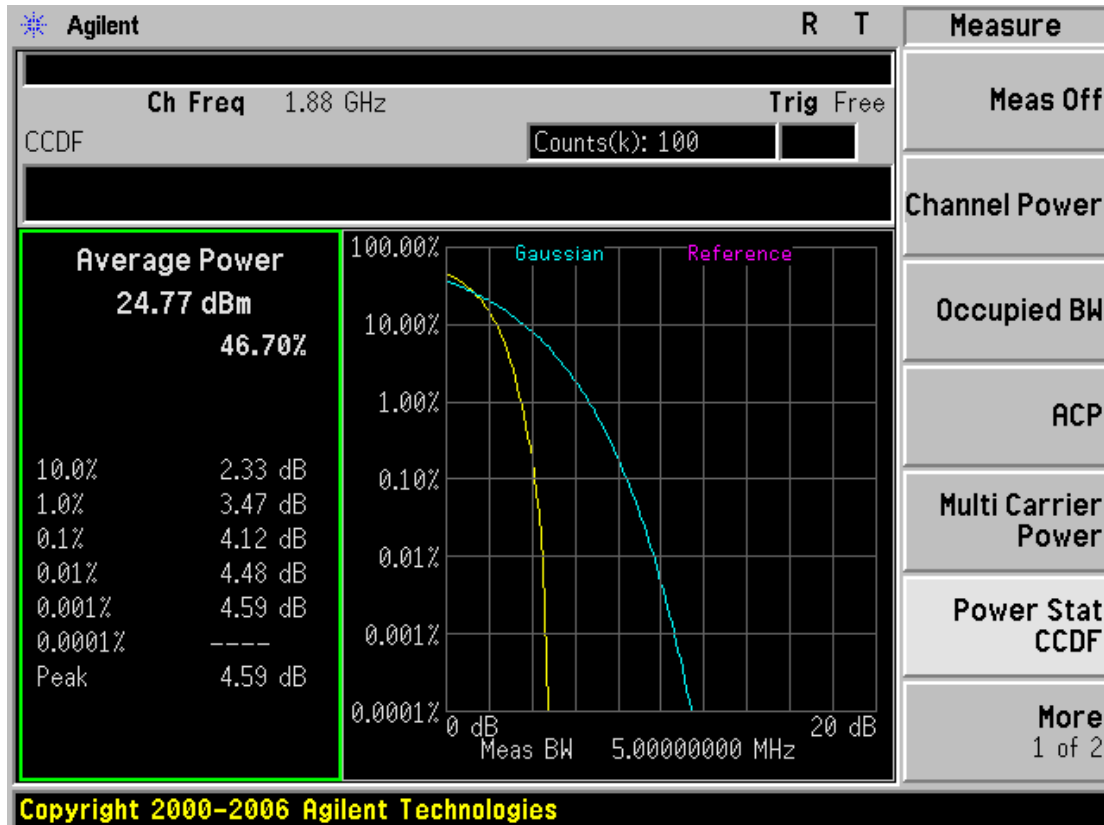 Agilent R T
Measure
Ch Freq 1.88 GHz Trig Free
CCDF Counts(k): 100
Average Power
24.77 dBm
46.70%
10.0% 2.33 dB
1.0% 3.47 dB
0.1% 4.12 dB
0.01% 4.48 dB
0.001% 4.59 dB
0.0001% ----
Peak 4.59 dB
Gaussian Reference
100.00%
10.00%
1.00%
0.10%
0.01%
0.001%
0.0001%
0 dB 20 dB
Meas BW 5.00000000 MHz
Meas Off
Channel Power
Occupied BW
ACP
Multi Carrier
Power
Power Stat
CCDF
More
1 of 2
Copyright 2000-2006 Agilent Technologies